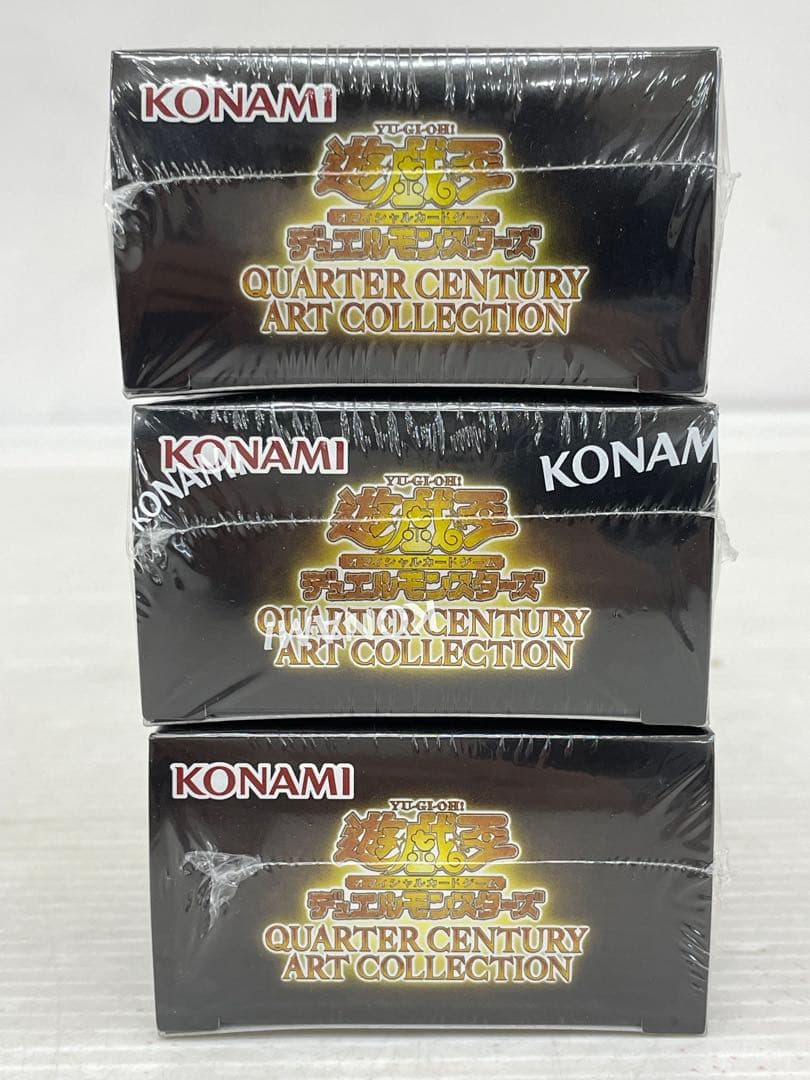 KONAMI
YU-GI-OH!
遊戯王
オフィシャルカードゲーム
デュエルモンスターズ
QUARTER CENTURY
ART COLLECTION
KONAMI
KONAMI
KONAM
YU-GI-OH!
遊戯王
オフィシャルカードゲーム
デュエルモンスターズ
KONAMI
QUARTER CENTURY
ART COLLECTION
KONAMI
YU-GI-OH!
遊戯王
オフィシャルカードゲーム
デュエルモンスターズ
QUARTER CENTURY
ART COLLECTION